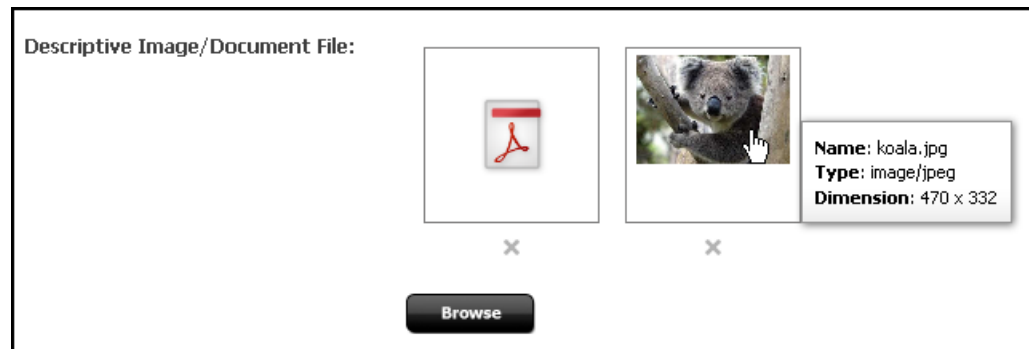 Descriptive Image/Document File:
Name: koala.jpg
Type: image/jpeg
Dimension: 470 x 332
Browse